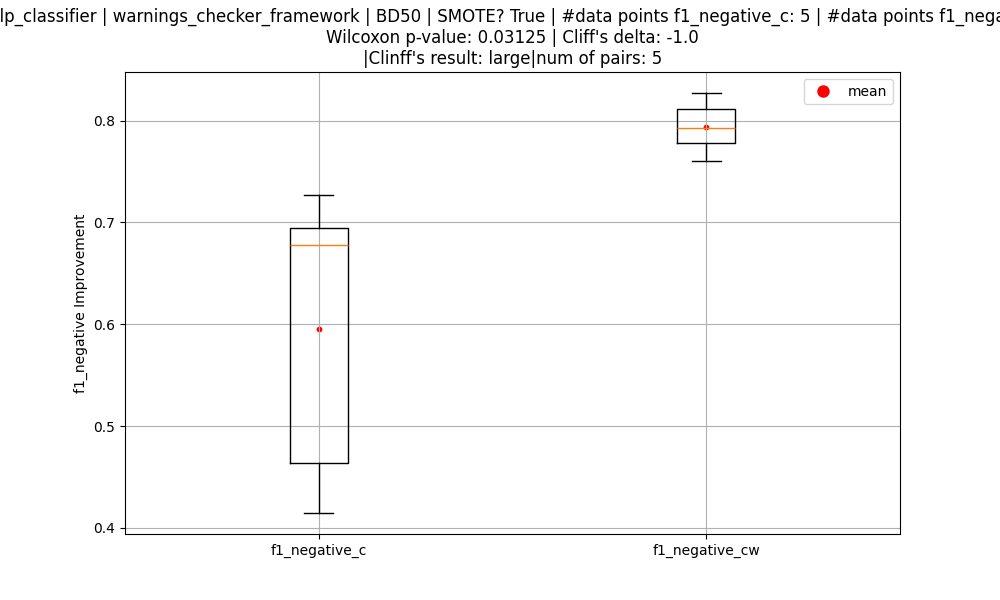 lp_classifier | warnings_checker_framework | BD50 | SMOTE? True | #data points f1_negative_c: 5 | #data points f1_nega
Wilcoxon p-value: 0.03125 | Cliff's delta: -1.0
|Clinff's result: large|num of pairs: 5
mean
0.8
0.7
0.6
0.5
0.4
f1_negative Improvement
f1_negative_c
f1_negative_cw